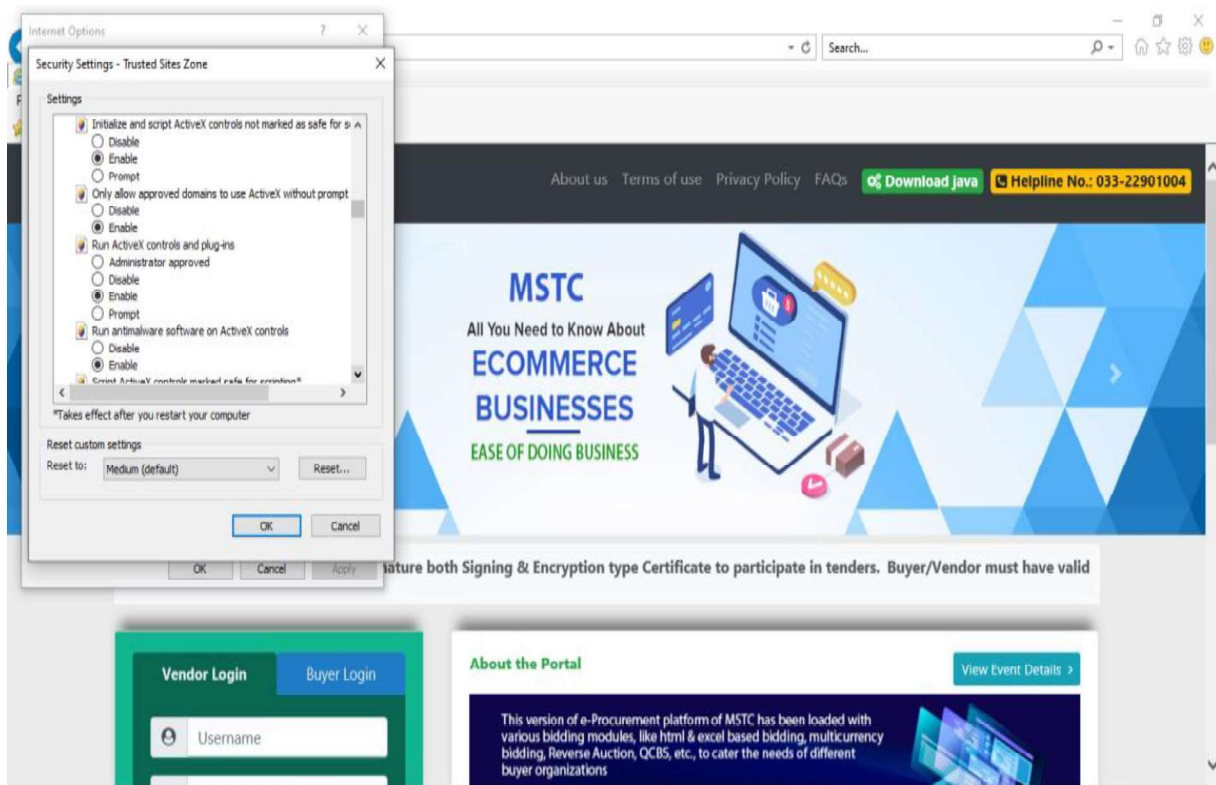 Internet Options
?
Search...
Security Settings - Trusted Sites Zone
Settings
Initialize and script ActiveX controls not marked as safe for s
Disable
Enable
Prompt
Only allow approved domains to use ActiveX without prompt
Disable
Enable
Run ActiveX controls and plug-ins
Administrator approved
Disable
Enable
Prompt
Run antimalware software on ActiveX controls
Disable
Enable
Script ActiveX controls marked safe for scripting*
*Takes effect after you restart your computer
Reset custom settings
Reset to:
Medium (default)
Reset...
OK
Cancel
OK
Cancel
Apply
About us
Terms of use
Privacy Policy
FAQs
Download Java
Helpline No.: 033-22901004
MSTC
All You Need to Know About
ECOMMERCE
BUSINESSES
EASE OF DOING BUSINESS
nature both Signing & Encryption type Certificate to participate in tenders. Buyer/Vendor must have valid
Vendor Login
Buyer Login
Username
About the Portal
View Event Details
This version of e-Procurement platform of MSTC has been loaded with
various bidding modules, like html & excel based bidding, multicurrency
bidding, Reverse Auction, QCBS, etc., to cater the needs of different
buyer organizations